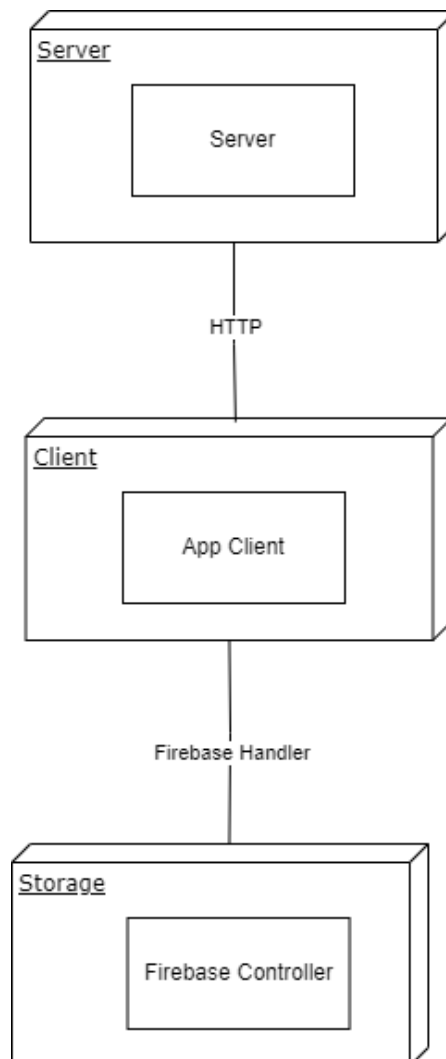 Server
Server
HTTP
Client
App Client
Firebase Handler
Storage
Firebase Controller